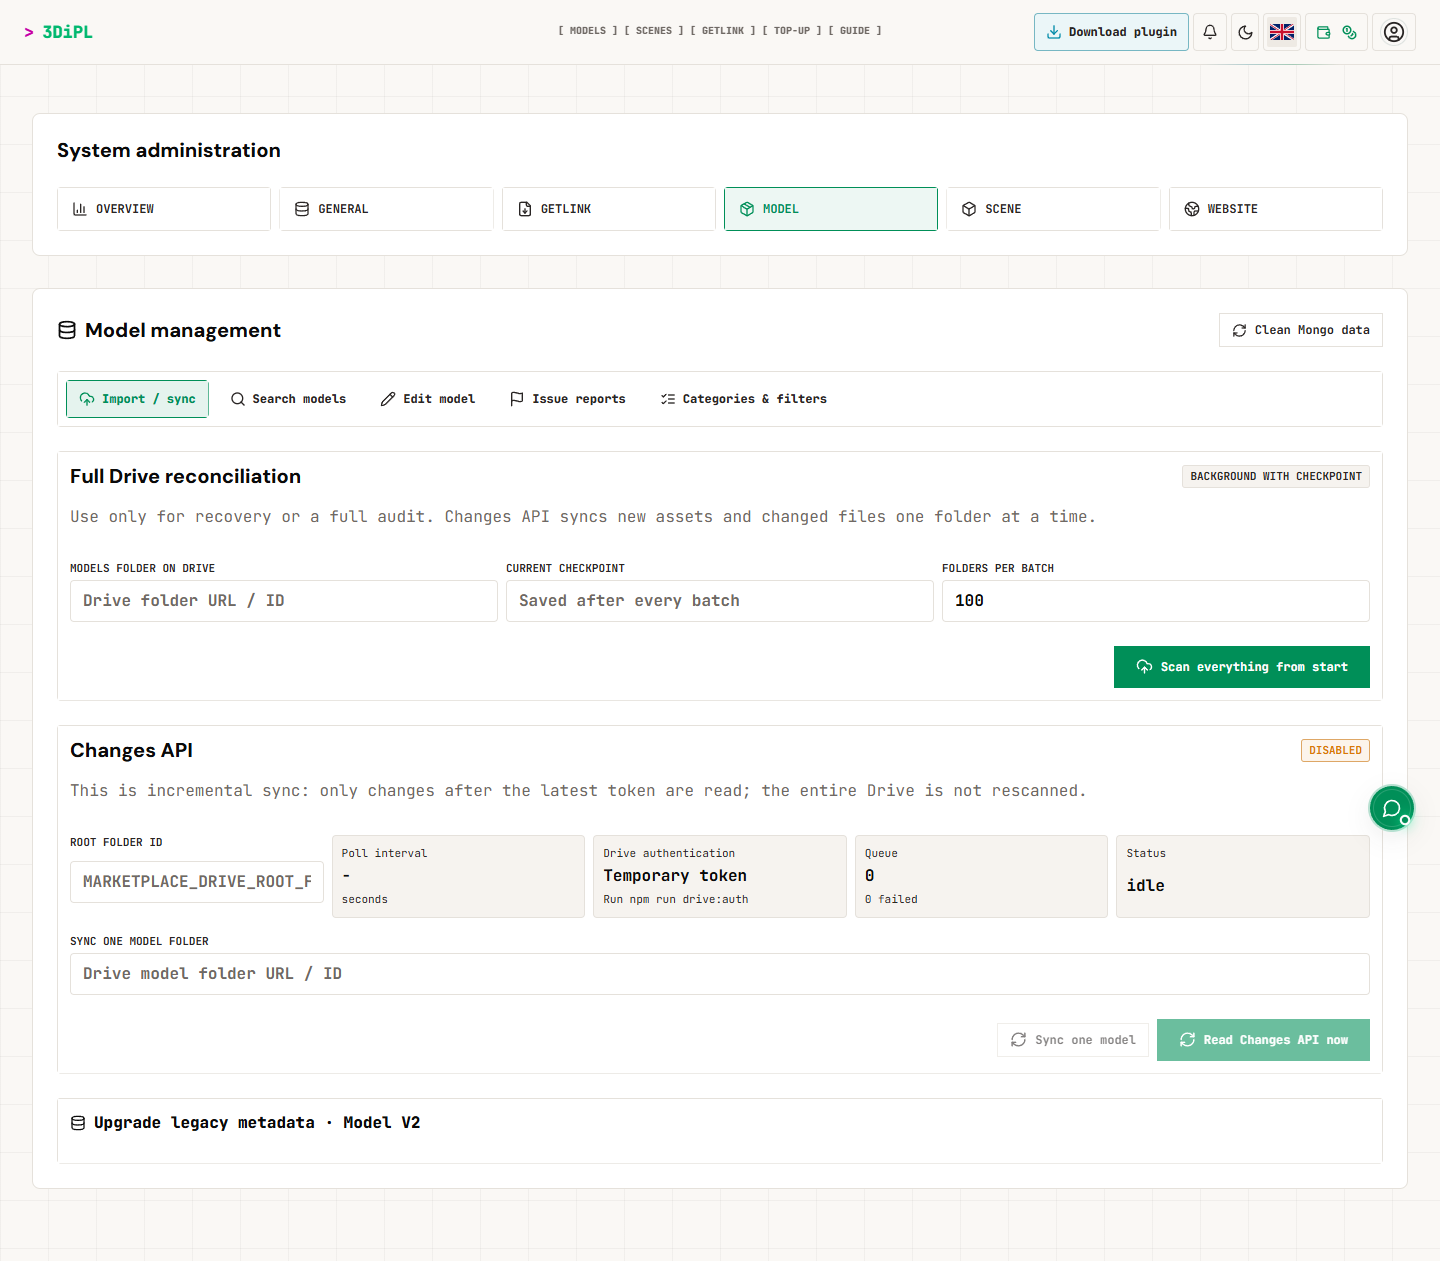 > 3DiPL
[ MODELS ] [ SCENES ] [ GETLINK ] [ TOP-UP ] [ GUIDE ]
Download plugin
System administration
OVERVIEW
GENERAL
GETLINK
MODEL
SCENE
WEBSITE
Model management
Clean Mongo data
Import / sync
Search models
Edit model
Issue reports
Categories & filters
Full Drive reconciliation
BACKGROUND WITH CHECKPOINT
Use only for recovery or a full audit. Changes API syncs new assets and changed files one folder at a time.
MODELS FOLDER ON DRIVE
CURRENT CHECKPOINT
FOLDERS PER BATCH
Drive folder URL / ID
Saved after every batch
100
Scan everything from start
Changes API
DISABLED
This is incremental sync: only changes after the latest token are read; the entire Drive is not rescanned.
ROOT FOLDER ID
MARKETPLACE_DRIVE_ROOT_F
Poll interval
-
seconds
Drive authentication
Temporary token
Run npm run drive:auth
Queue
0
0 failed
Status
idle
SYNC ONE MODEL FOLDER
Drive model folder URL / ID
Sync one model
Read Changes API now
Upgrade legacy metadata · Model V2